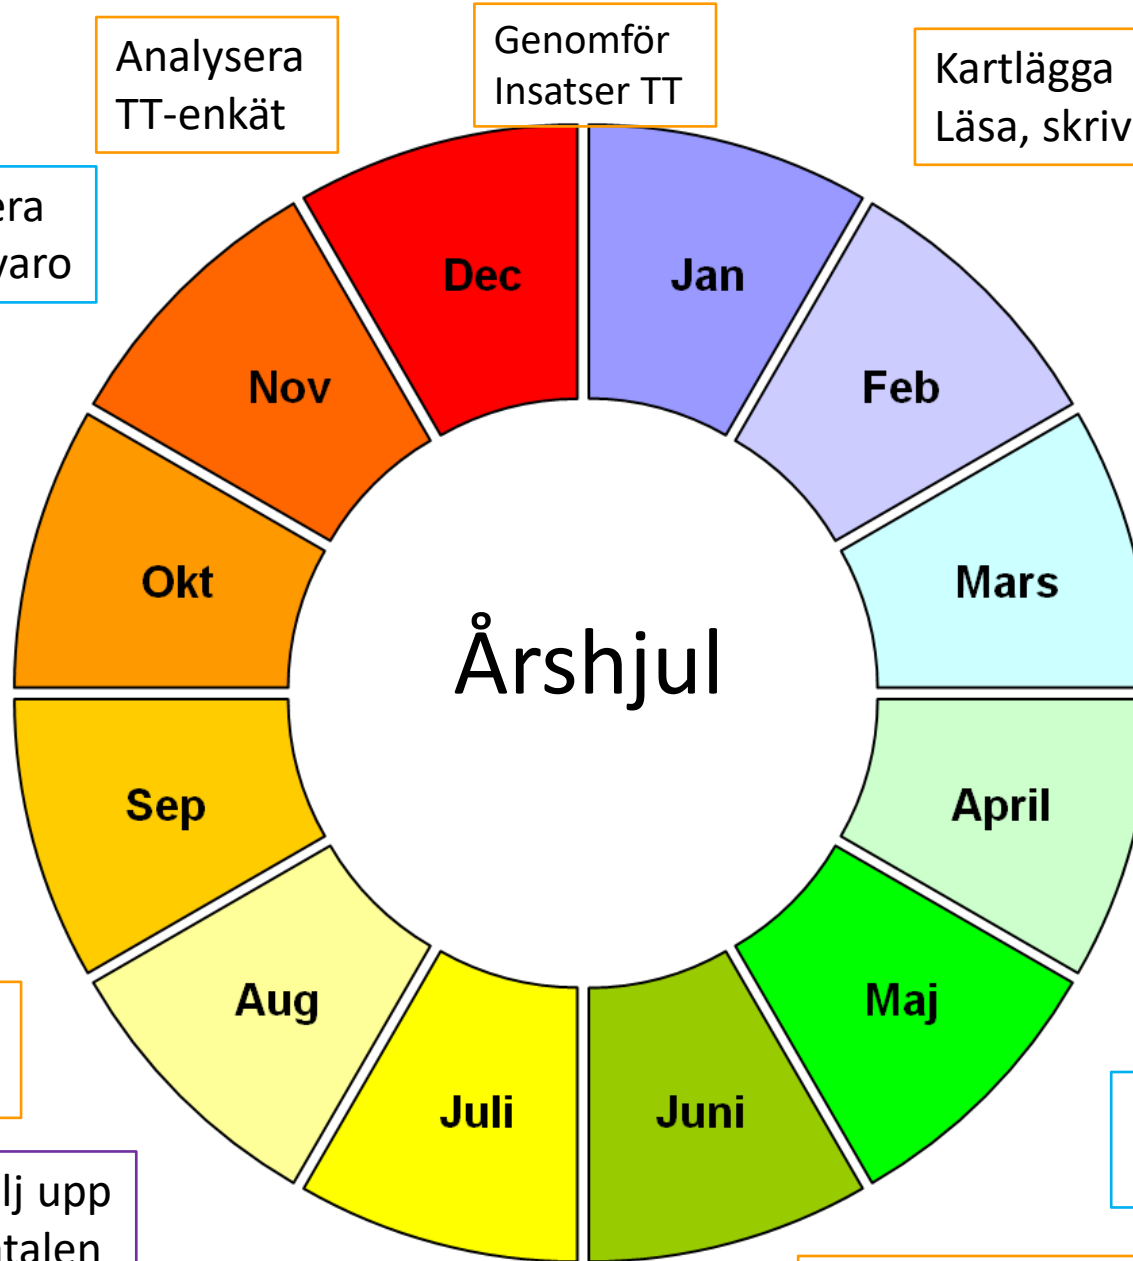 Analysera
TT-enkät
Genomför
Insatser TT
Kartlägga
Läsa, skriv
era
varo
Dec
Jan
Nov
Feb
Okt
Mars
Årshjul
Sep
April
Aug
Maj
Juli
Juni
lj upp
talen